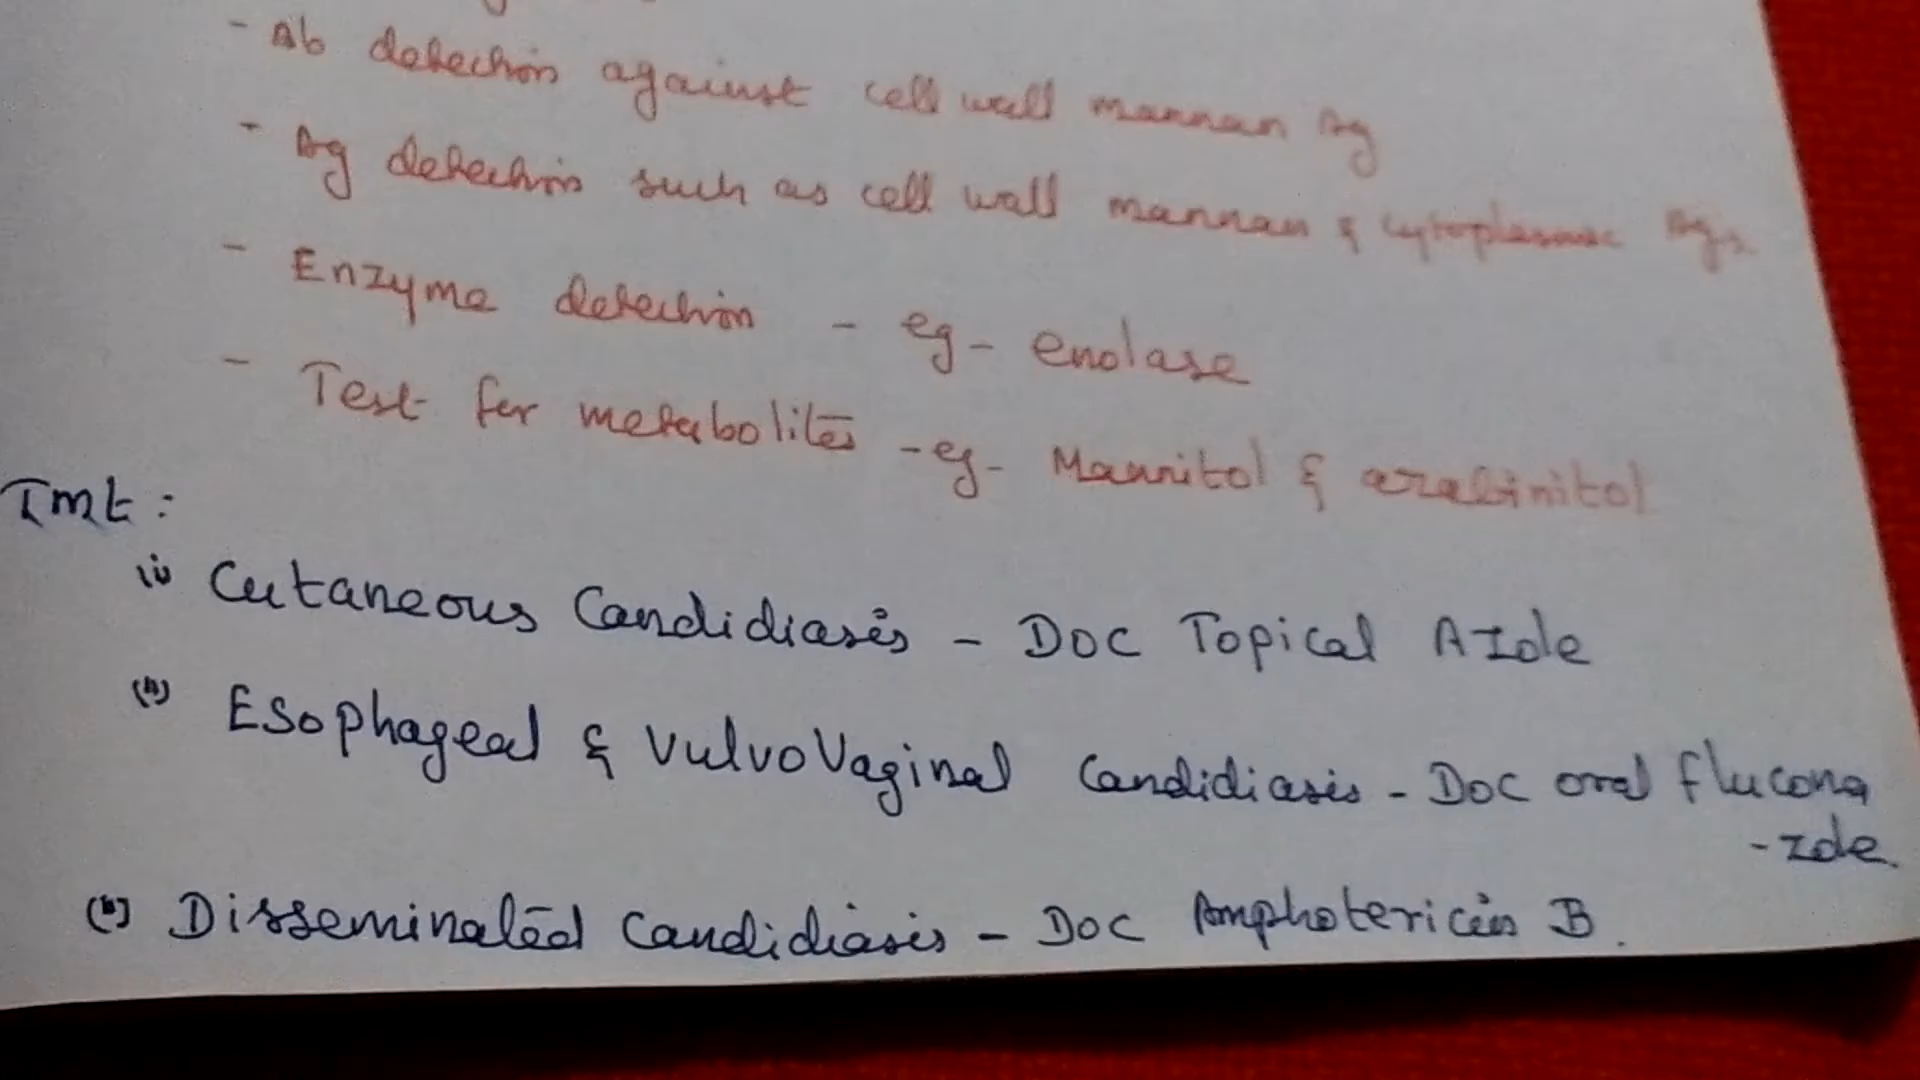 - Ab detection against cell wall mannan Ag
- Ag detection such as cell wall mannan & cytoplasmic Ags
- Enzyme detection - eg- enolase
- Test for metabolites - eg- Mannitol & arabinitol
Tmt:
(i) Cutaneous Candidiasis - DOC Topical Azole
Esophageal & VulvoVaginal Candidiasis - DOC oral flucona
-zole.
Disseminated Candidiasis - DOC Amphotericin B.